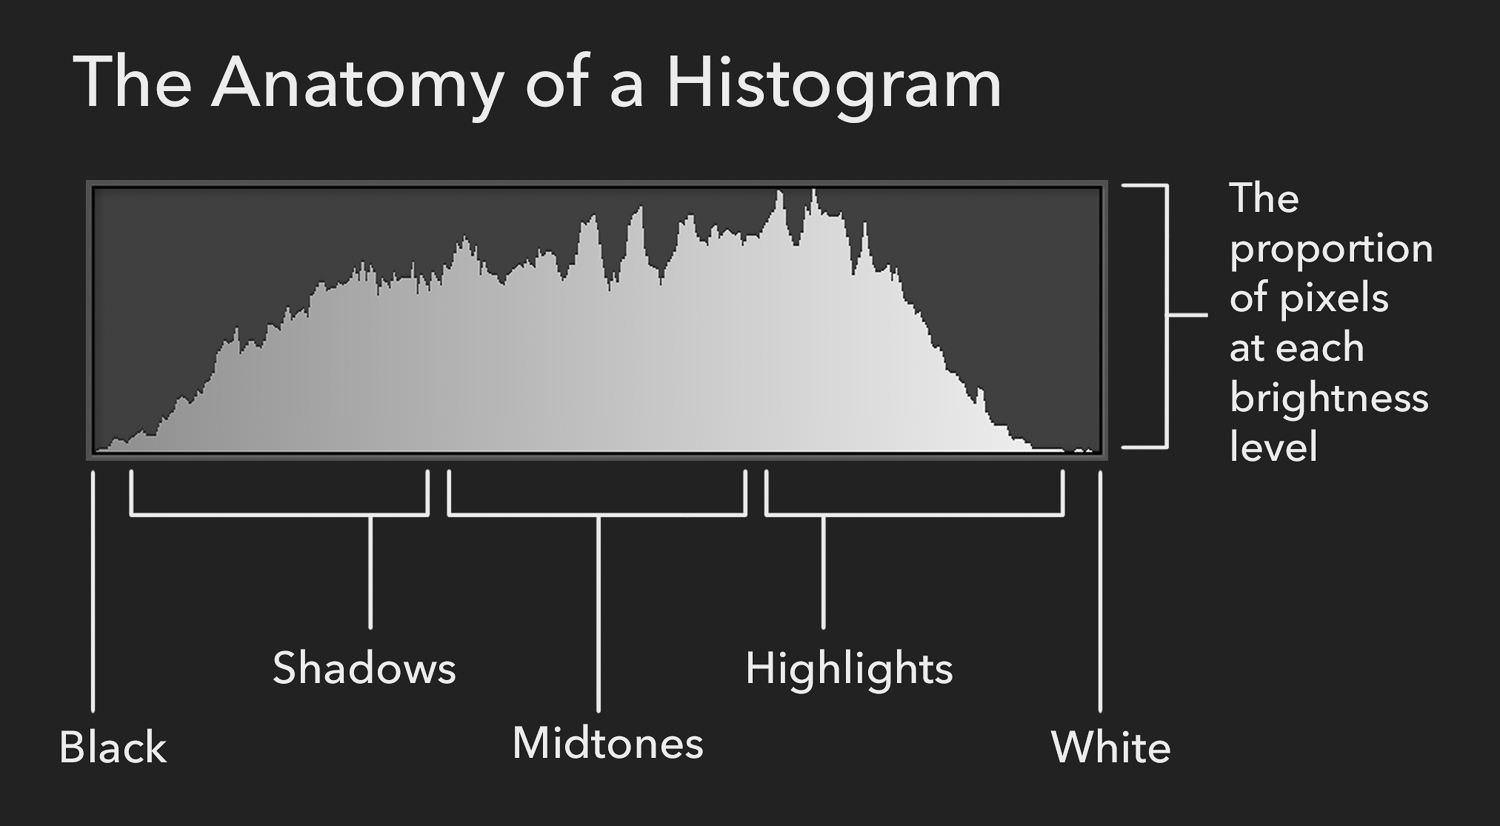 The Anatomy of a Histogram
The
proportion
of pixels
at each
brightness
level
Shadows
Highlights
Black
Midtones
White